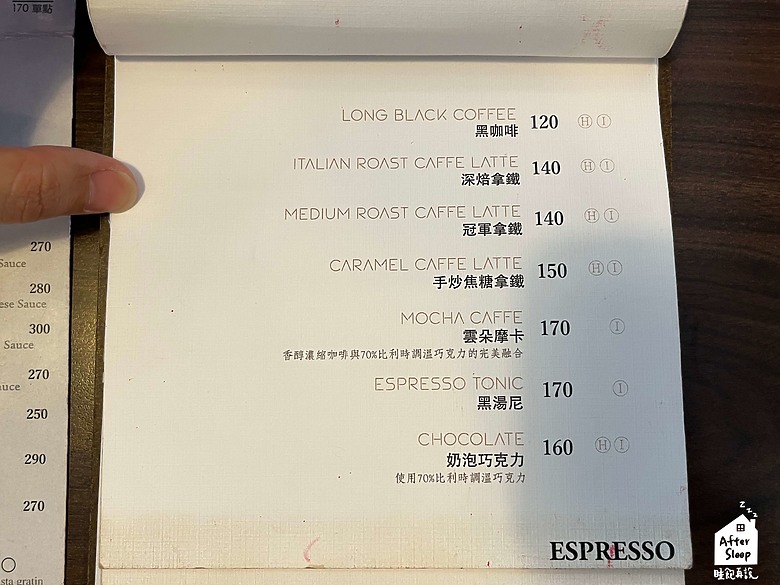 170 單點
LONG BLACK COFFEE 120 Ⓗ Ⓘ
黑咖啡
ITALIAN ROAST CAFFE LATTE 140 Ⓗ Ⓘ
深焙拿鐵
MEDIUM ROAST CAFFE LATTE 140 Ⓗ Ⓘ
冠軍拿鐵
CARAMEL CAFFE LATTE 150 Ⓗ Ⓘ
手炒焦糖拿鐵
MOCHA CAFFE 170 Ⓘ
雲朵摩卡
香醇濃縮咖啡與70%比利時調溫巧克力的完美融合
ESPRESSO TONIC 170 Ⓘ
黑湯尼
CHOCOLATE 160 Ⓗ Ⓘ
奶泡巧克力
使用70%比利時調溫巧克力
ESPRESSO
270
Sauce
280
Sauce
300
Sauce
270
250
290
270
gratin
z z z
After
Sleep
睡飽再說